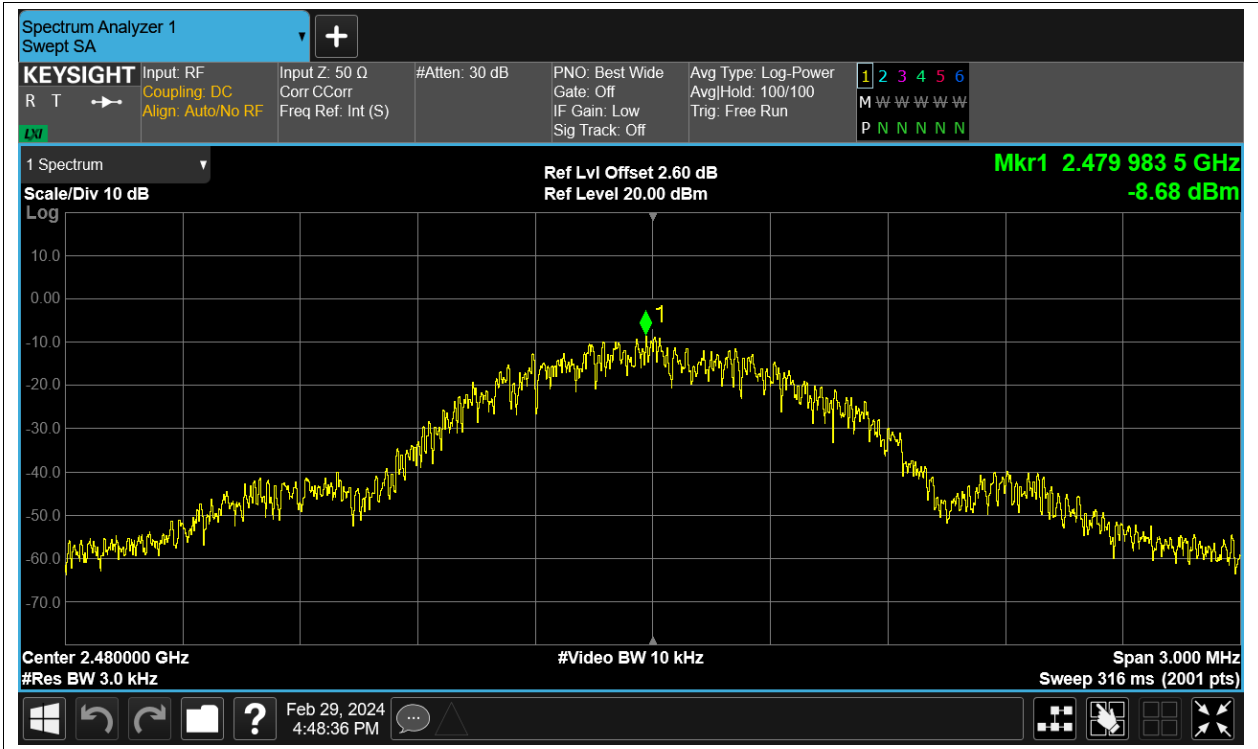 Spectrum Analyzer 1
Swept SA
+
KEYSIGHT
R T
LXI
Input: RF
Coupling: DC
Align: Auto/No RF
Input Z: 50 Ω
Corr CCorr
Freq Ref: Int (S)
#Atten: 30 dB
PNO: Best Wide
Gate: Off
IF Gain: Low
Sig Track: Off
Avg Type: Log-Power
Avg|Hold: 100/100
Trig: Free Run
1 2 3 4 5 6
M W W W W W
P N N N N N
1 Spectrum
Scale/Div 10 dB
Log
Ref Lvl Offset 2.60 dB
Ref Level 20.00 dBm
Mkr1 2.479 983 5 GHz
-8.68 dBm
10.0
0.00
-10.0
-20.0
-30.0
-40.0
-50.0
-60.0
-70.0
1
Center 2.480000 GHz
#Res BW 3.0 kHz
#Video BW 10 kHz
Span 3.000 MHz
Sweep 316 ms (2001 pts)
?
Feb 29, 2024
4:48:36 PM